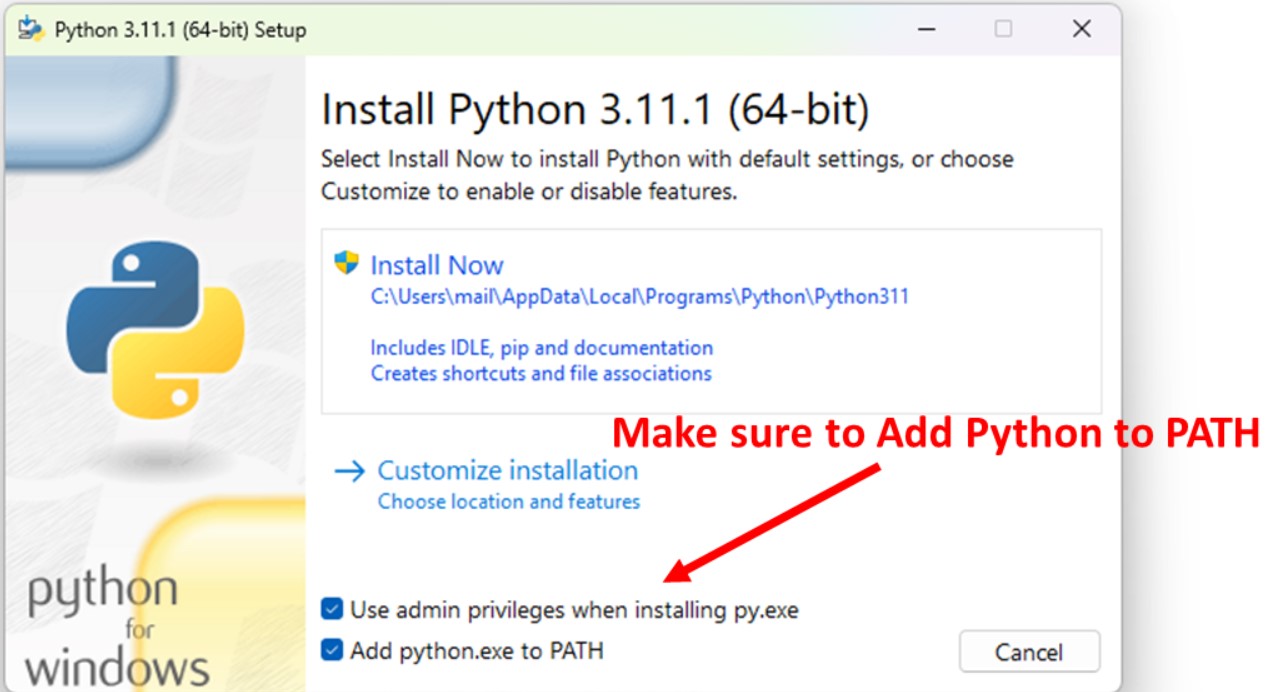 Python 3.11.1 (64-bit) Setup
Install Python 3.11.1 (64-bit)
Select Install Now to install Python with default settings, or choose
Customize to enable or disable features.
Install Now
C:\Users\mail\AppData\Local\Programs\Python\Python311
Includes IDLE, pip and documentation
Creates shortcuts and file associations
Make sure to Add Python to PATH
Customize installation
Choose location and features
python
for
windows
Use admin privileges when installing py.exe
Add python.exe to PATH
Cancel